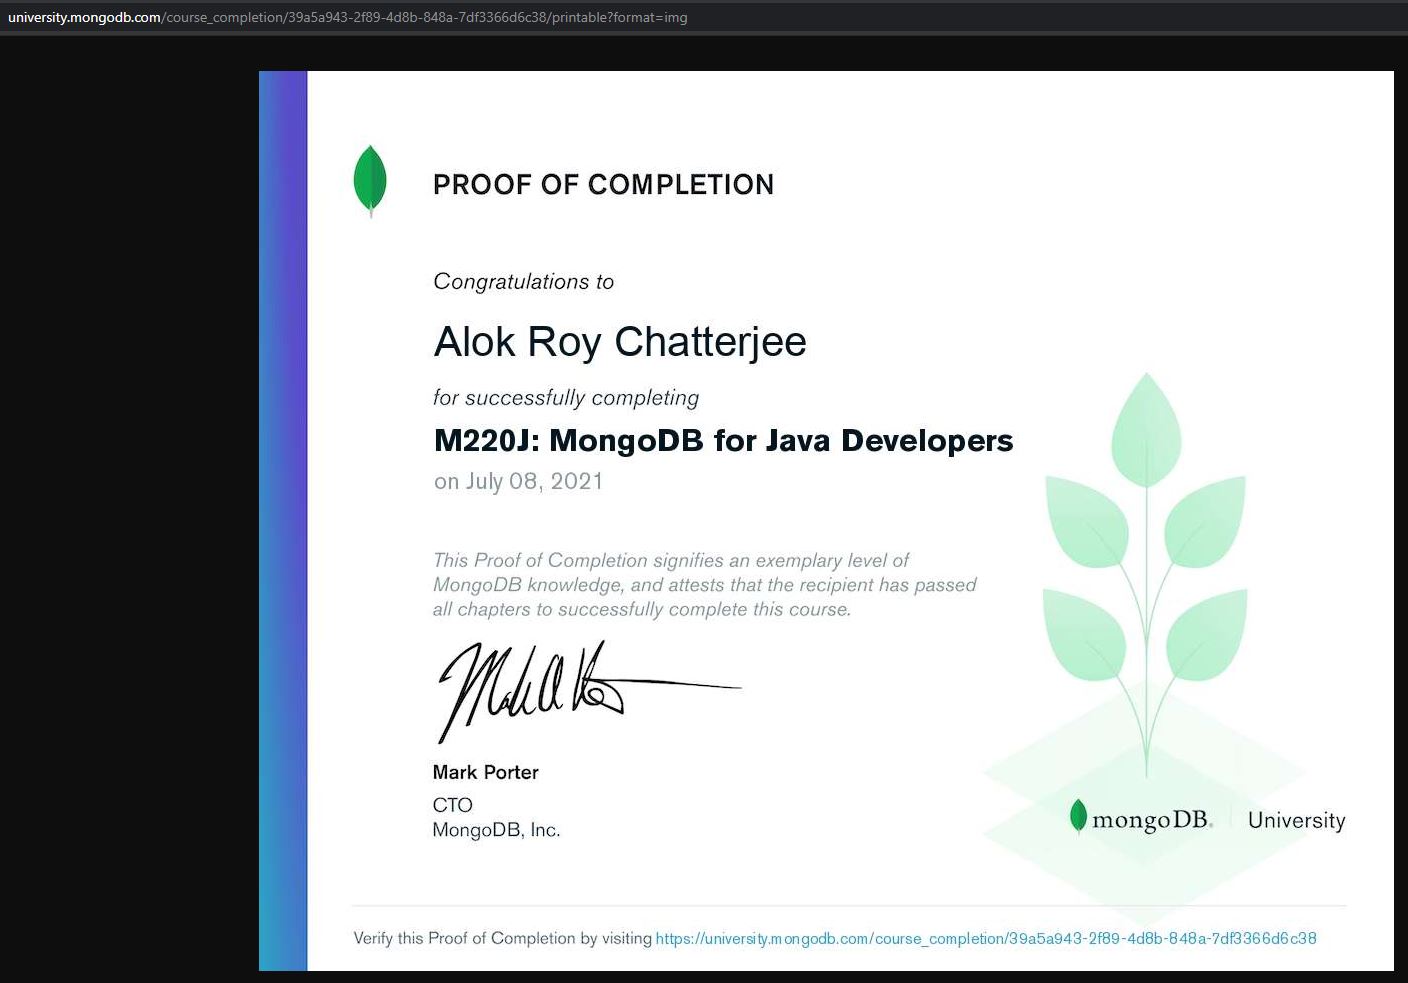 university.mongodb.com/course_completion/39a5a943-2f89-4d8b-848a-7df3366d6c38/printable?format=img
PROOF OF COMPLETION
Congratulations to
Alok Roy Chatterjee
for successfully completing
M220J: MongoDB for Java Developers
on July 08, 2021
This Proof of Completion signifies an exemplary level of
MongoDB knowledge, and attests that the recipient has passed
all chapters to successfully complete this course.
Mark Porter
CTO
MongoDB, Inc.
mongoDB. University
Verify this Proof of Completion by visiting https://university.mongodb.com/course_completion/39a5a943-2f89-4d8b-848a-7df3366d6c38